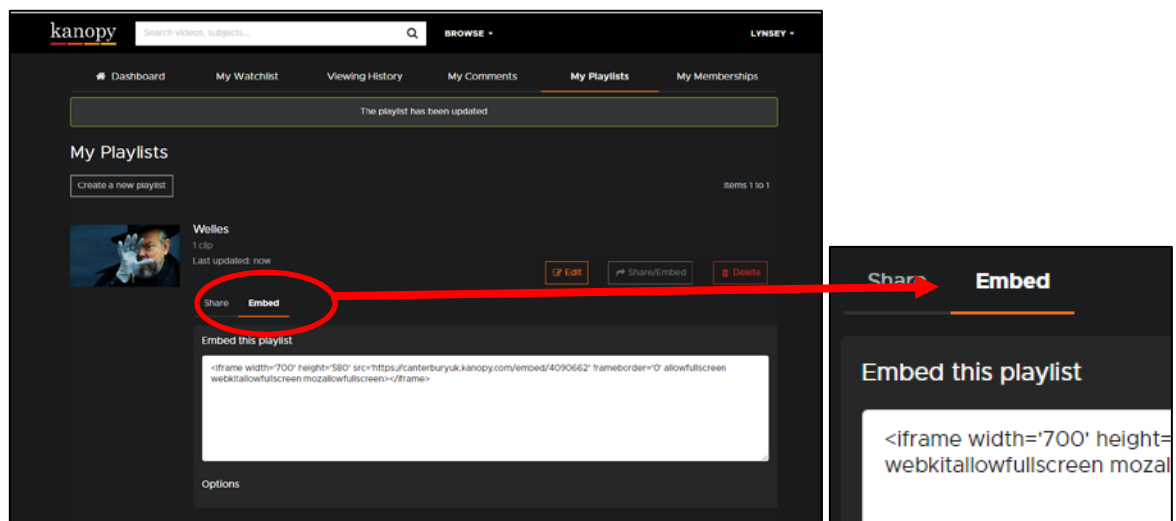 kanopy Search videos, subjects... BROWSE LYNSEY
Dashboard My Watchlist Viewing History My Comments My Playlists My Memberships
The playlist has been updated
My Playlists
Create a new playlist Items 1 to 1
Welles
1 clip
Last updated: now
Edit Share/Embed Delete
Share Embed
Embed this playlist
<iframe width='700' height='580' src='https://canterburyuk.kanopy.com/embed/4090662' frameborder='0' allowfullscreen
webkitallowfullscreen mozallowfullscreen></iframe>
Options
Share Embed
Embed this playlist
<iframe width='700' height=
webkitallowfullscreen mozal